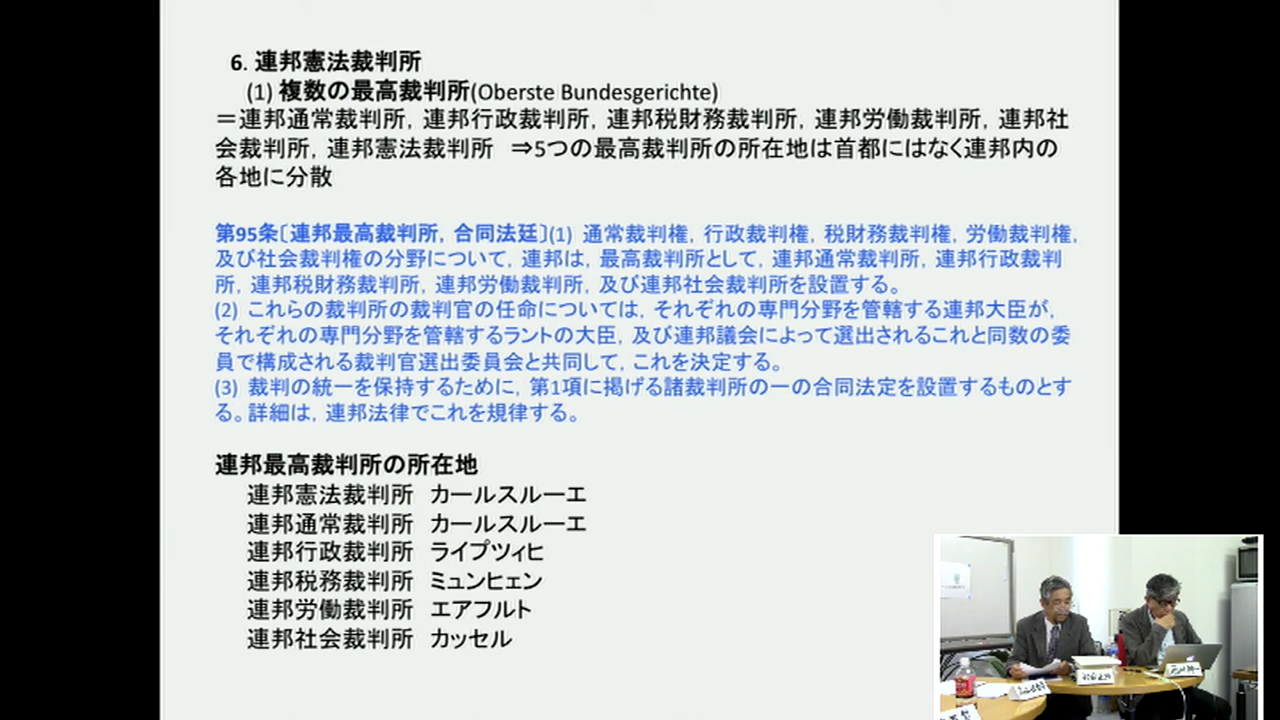 6. 連邦憲法裁判所
(1) 複数の最高裁判所(Oberste Bundesgerichte)
＝連邦通常裁判所，連邦行政裁判所，連邦税財務裁判所，連邦労働裁判所，連邦社
会裁判所，連邦憲法裁判所　⇒5つの最高裁判所の所在地は首都にはなく連邦内の
各地に分散
第95条〔連邦最高裁判所，合同法廷〕(1) 通常裁判権，行政裁判権，税財務裁判権，労働裁判権，
及び社会裁判権の分野について，連邦は，最高裁判所として，連邦通常裁判所，連邦行政裁判
所，連邦税財務裁判所，連邦労働裁判所，及び連邦社会裁判所を設置する。
(2) これらの裁判所の裁判官の任命については，それぞれの専門分野を管轄する連邦大臣が，
それぞれの専門分野を管轄するラントの大臣，及び連邦議会によって選出されるこれと同数の委
員で構成される裁判官選出委員会と共同して，これを決定する。
(3) 裁判の統一を保持するために，第1項に掲げる諸裁判所の一の合同法定を設置するものとす
る。詳細は，連邦法律でこれを規律する。
連邦最高裁判所の所在地
連邦憲法裁判所　カールスルーエ
連邦通常裁判所　カールスルーエ
連邦行政裁判所　ライプツィヒ
連邦税務裁判所　ミュンヒェン
連邦労働裁判所　エアフルト
連邦社会裁判所　カッセル